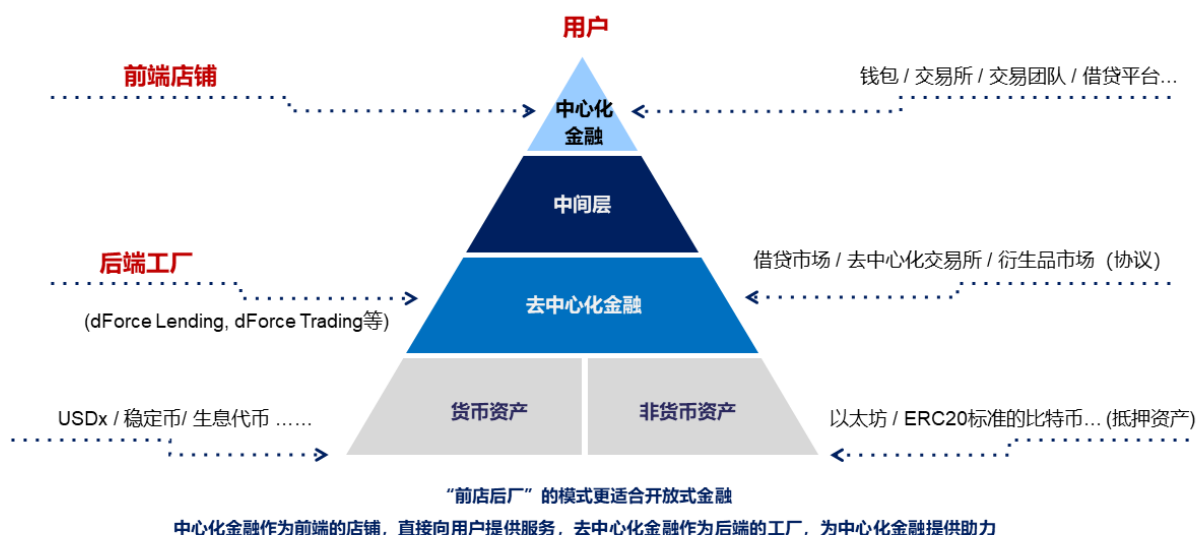 用户
前端店铺
钱包 / 交易所 / 交易团队 / 借贷平台…
中心化
金融
中间层
后端工厂
借贷市场 / 去中心化交易所 / 衍生品市场（协议）
去中心化金融
(dForce Lending, dForce Trading等)
USDx / 稳定币/ 生息代币 ……
货币资产
非货币资产
以太坊 / ERC20标准的比特币… (抵押资产)
“前店后厂”的模式更适合开放式金融
中心化金融作为前端的店铺，直接向用户提供服务，去中心化金融作为后端的工厂，为中心化金融提供助力